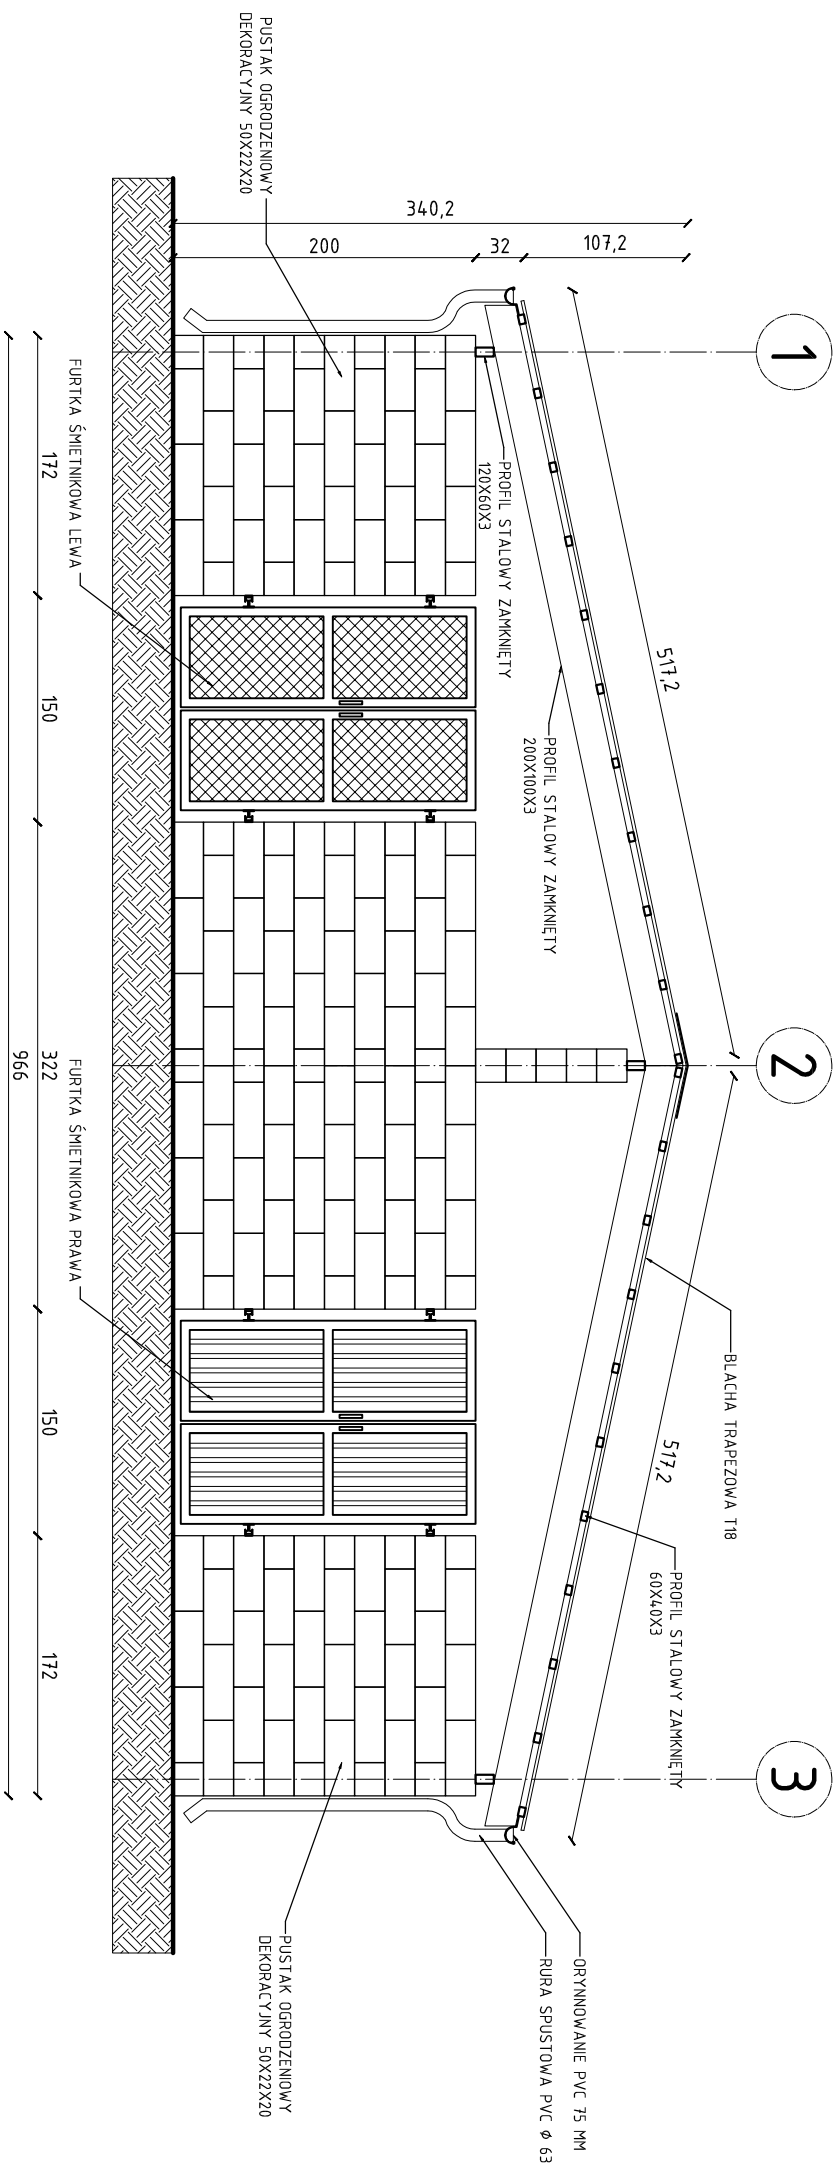 1
2
3
517,2
517,2
340,2
107,2
32
200
BLACHA TRAPEZOWA T18
PROFIL STALOWY ZAMKNIĘTY
60X40X3
PROFIL STALOWY ZAMKNIĘTY
200X100X3
PROFIL STALOWY ZAMKNIĘTY
120X60X3
ORYNNOWANIE PVC 75 MM
RURA SPUSTOWA PVC Ø 63
PUSTAK OGRODZENIOWY
DEKORACYJNY 50X22X20
PUSTAK OGRODZENIOWY
DEKORACYJNY 50X22X20
FURTKA ŚMIETNIKOWA LEWA
FURTKA ŚMIETNIKOWA PRAWA
172
150
322
150
172
966